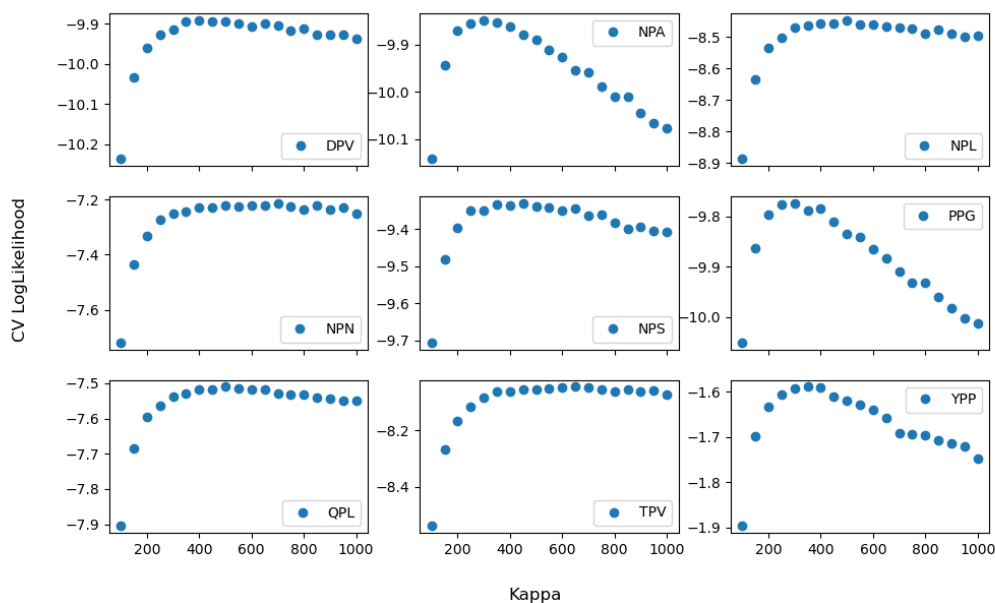 −9.9
−10.0
−10.1
−10.2
DPV
−9.9
−10.0
−10.1
NPA
−8.5
−8.6
−8.7
−8.8
−8.9
NPL
CV LogLikelihood
−7.2
−7.4
−7.6
NPN
−9.4
−9.5
−9.6
−9.7
NPS
−9.8
−9.9
−10.0
PPG
−7.5
−7.6
−7.7
−7.8
−7.9
QPL
200 400 600 800 1000
−8.2
−8.4
TPV
200 400 600 800 1000
−1.6
−1.7
−1.8
−1.9
YPP
200 400 600 800 1000
Kappa